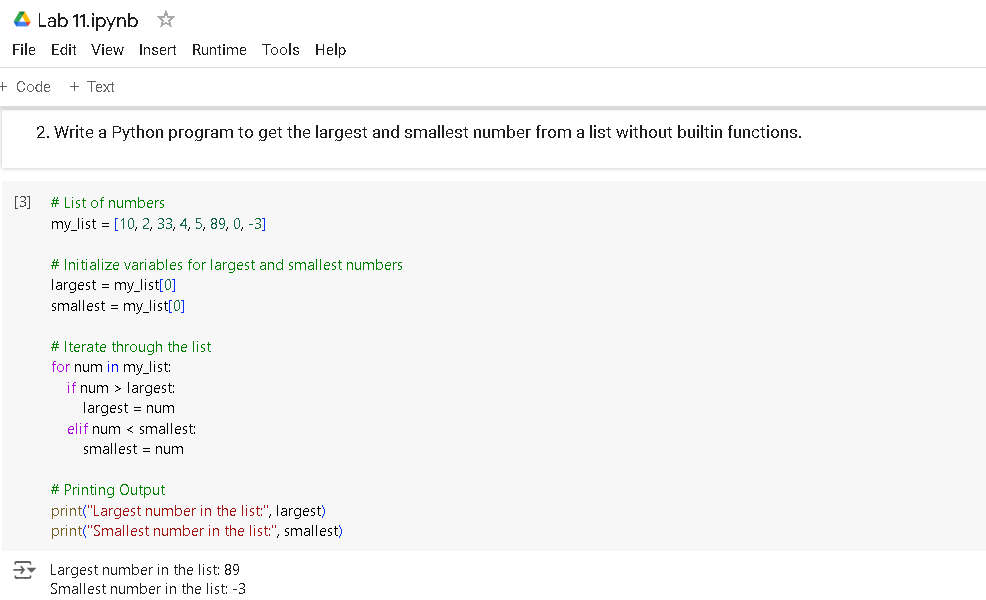 Lab 11.ipynb
File Edit View Insert Runtime Tools Help
+ Code + Text
2. Write a Python program to get the largest and smallest number from a list without builtin functions.
[3] # List of numbers
my_list = [10, 2, 33, 4, 5, 89, 0, -3]
# Initialize variables for largest and smallest numbers
largest = my_list[0]
smallest = my_list[0]
# Iterate through the list
for num in my_list:
if num > largest:
largest = num
elif num < smallest:
smallest = num
# Printing Output
print("Largest number in the list:", largest)
print("Smallest number in the list:", smallest)
Largest number in the list: 89
Smallest number in the list: -3